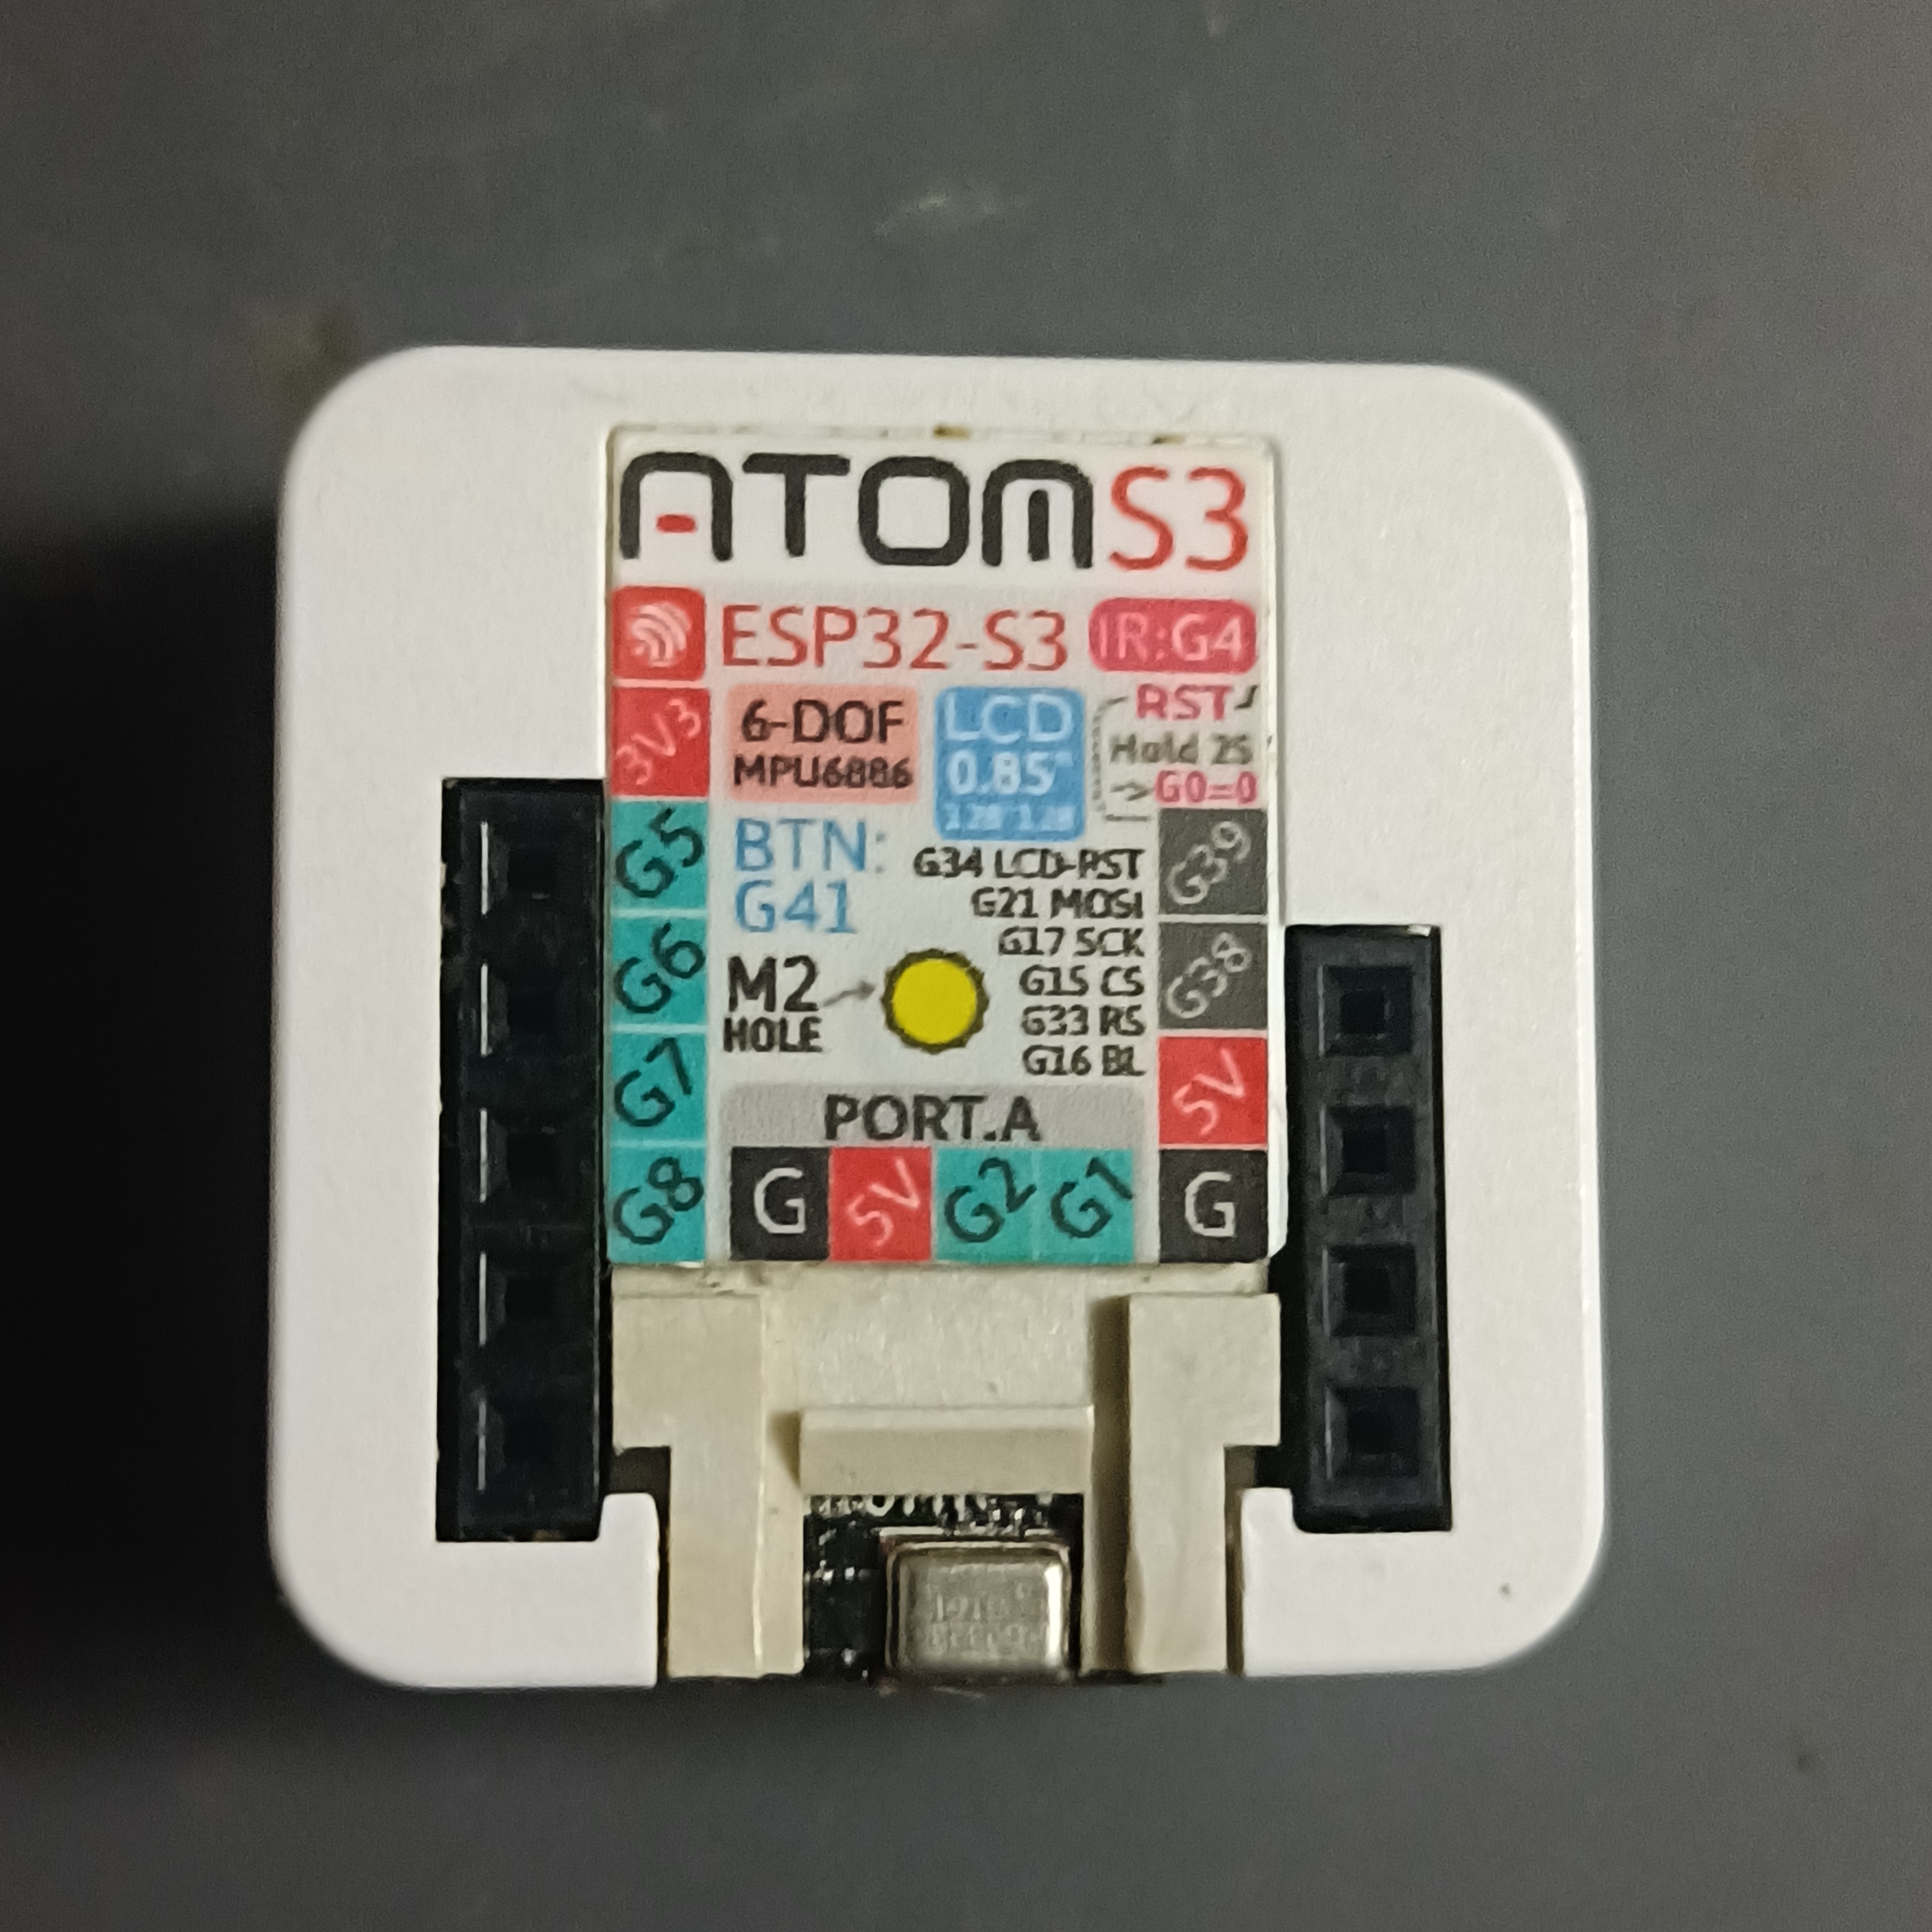 ATOMS3
ESP32-S3 IR:G4
3V3
6-DOF
MPU6886
LCD
0.85"
128*128
RST
Hold 2S
->G0=0
G5
BTN:
G41
G34 LCD-RST
G21 MOSI
G17 SCK
G15 CS
G33 RS
G16 BL
G39
G6
M2
HOLE
G38
G7
5V
PORT.A
G8
G 5V G2 G1
G